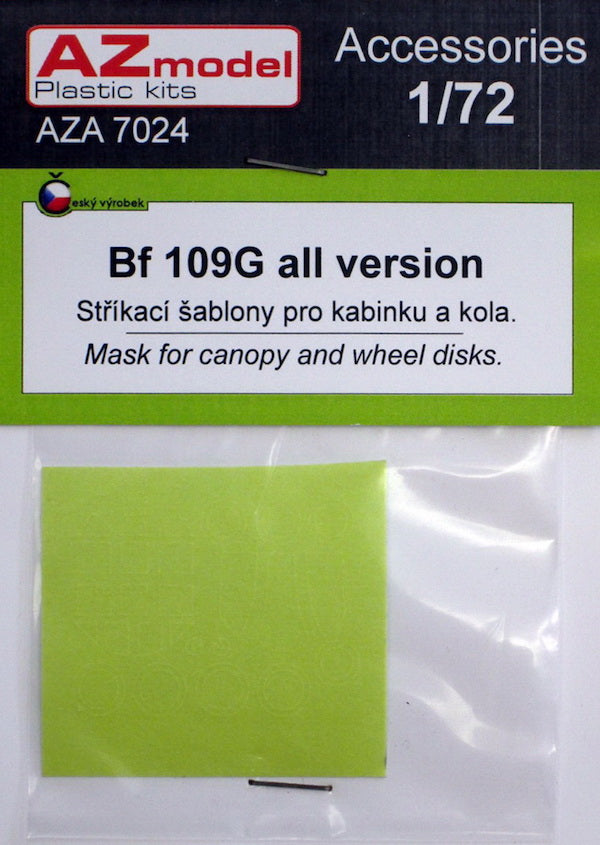 AZmodel
Plastic kits
AZA 7024
Accessories
1/72
Český výrobek
Bf 109G all version
Stříkací šablony pro kabinku a kola.
Mask for canopy and wheel disks.